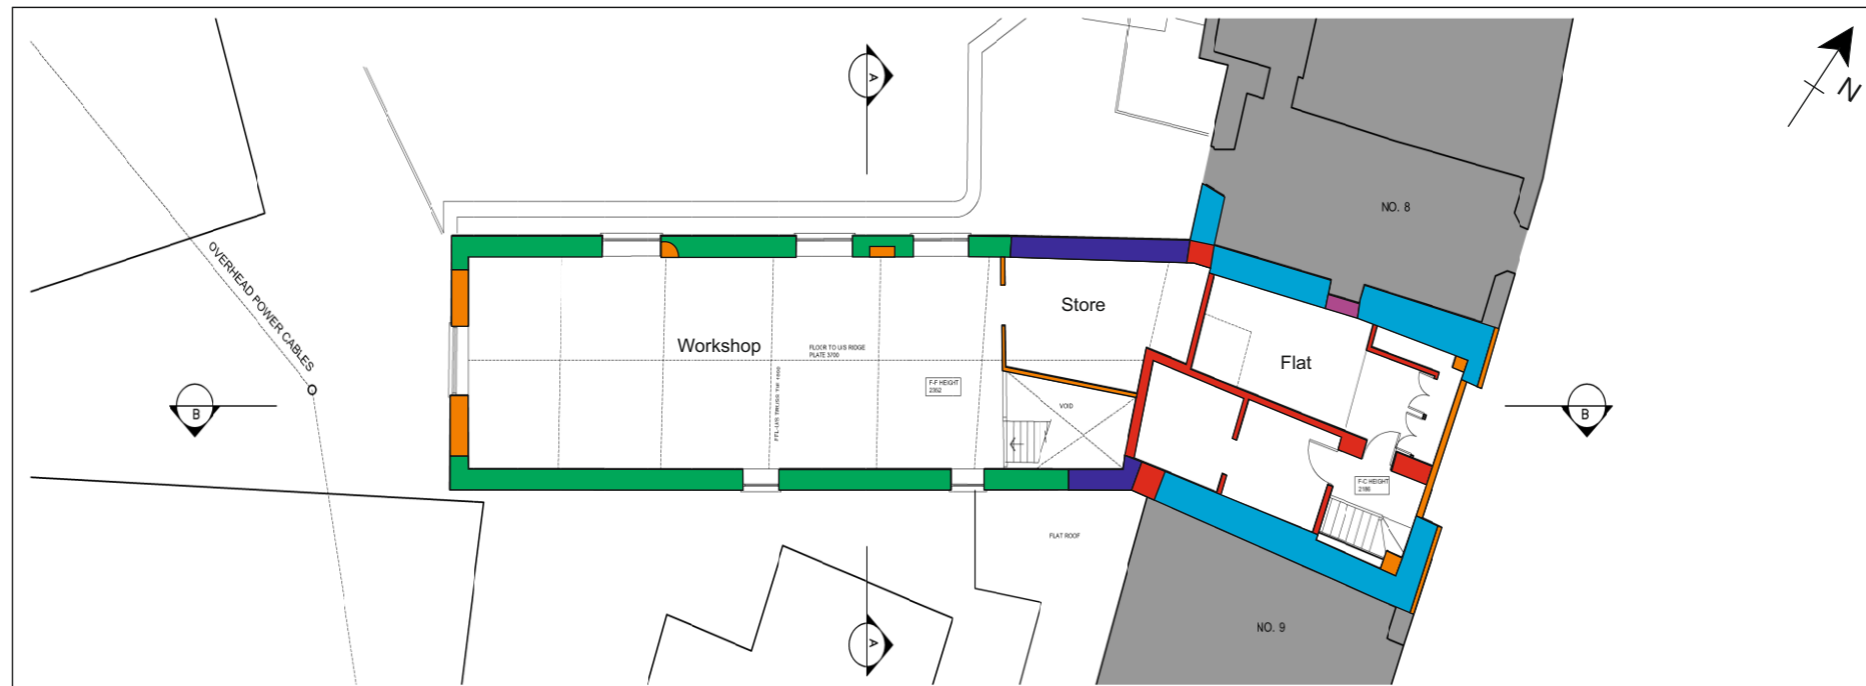 A
N
NO. 8
OVERHEAD POWER CABLES
Store
Workshop
FLOOR TO U/S RIDGE
PLATE 3700
Flat
F-F HEIGHT
2352
B
VOID
B
F-C HEIGHT
2186
FLAT ROOF
NO. 9
A